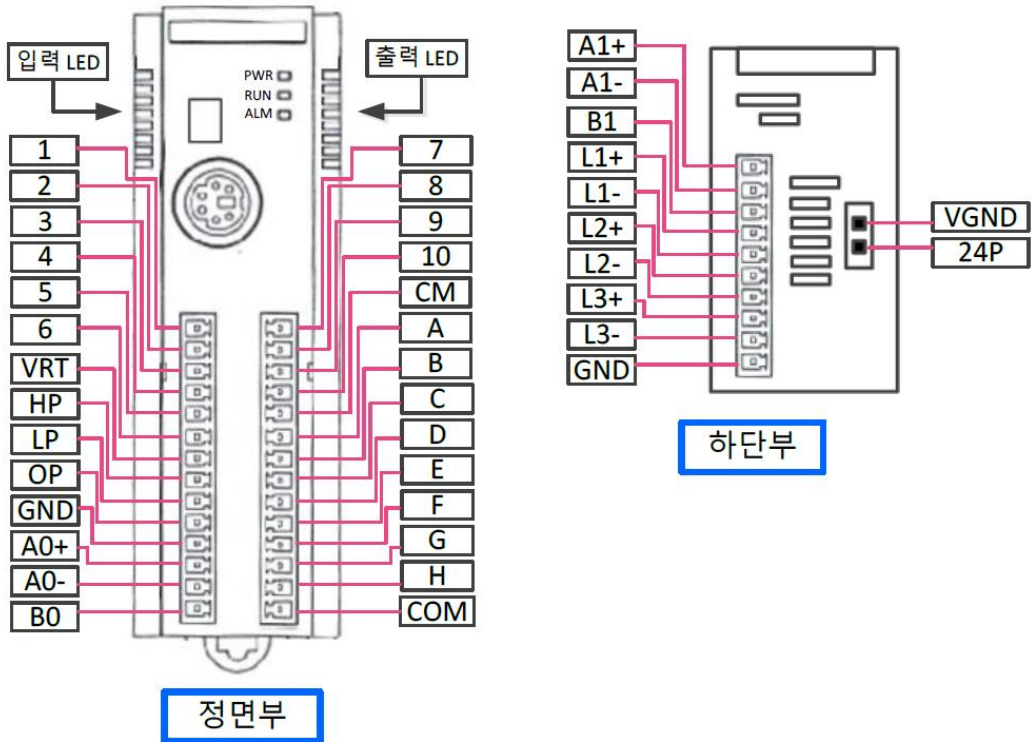 입력 LED
출력 LED
PWR
RUN
ALM
1
2
3
4
5
6
VRT
HP
LP
OP
GND
A0+
A0-
B0
7
8
9
10
CM
A
B
C
D
E
F
G
H
COM
정면부
A1+
A1-
B1
L1+
L1-
L2+
L2-
L3+
L3-
GND
VGND
24P
하단부